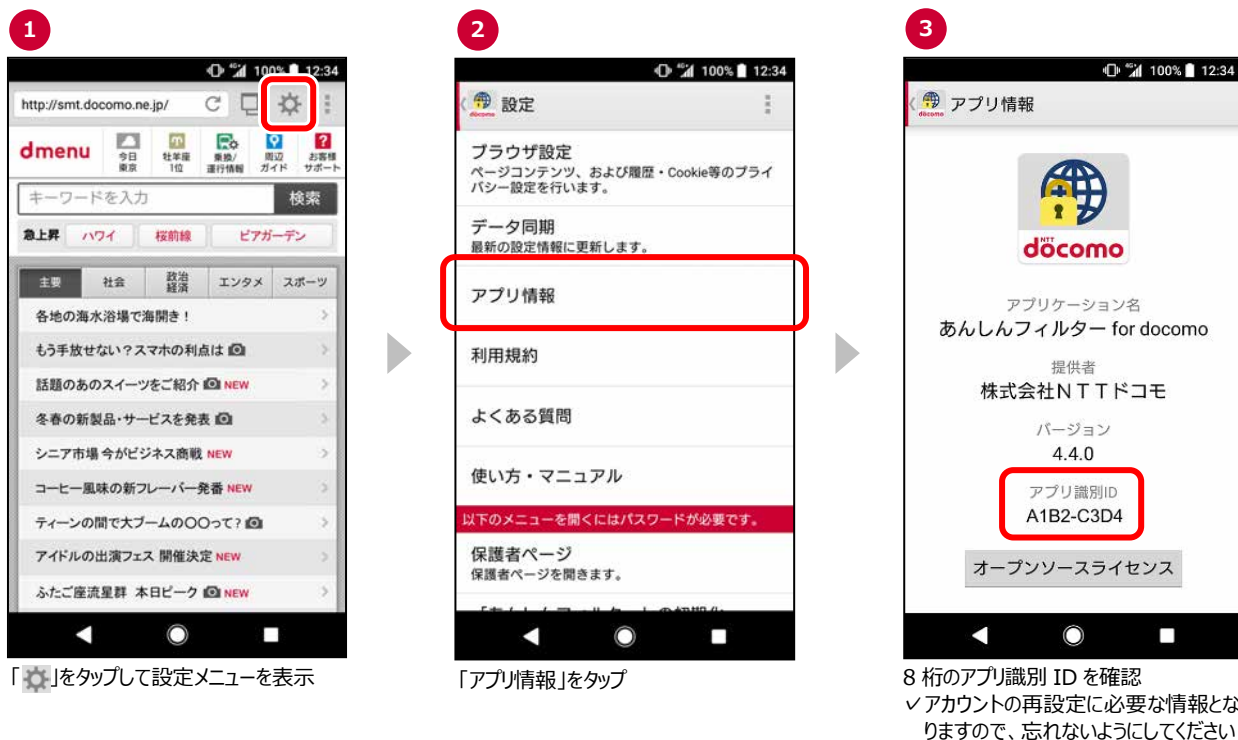 1
100% 12:34
http://smt.docomo.ne.jp/
dmenu
今日
東京
牡羊座
1位
乗換/
運行情報
周辺
ガイド
お客様
サポート
キーワードを入力 検索
急上昇 ハワイ 桜前線 ビアガーデン
主要 社会 政治
経済 エンタメ スポーツ
各地の海水浴場で海開き！
もう手放せない？スマホの利点は
話題のあのスイーツをご紹介 NEW
冬春の新製品・サービスを発表
シニア市場 今がビジネス商戦 NEW
コーヒー風味の新フレーバー発番 NEW
ティーンの間で大ブームの〇〇って？
アイドルの出演フェス 開催決定 NEW
ふたご座流星群 本日ピーク NEW
「 」をタップして設定メニューを表示
2
4G 100% 12:34
docomo 設定
ブラウザ設定
ページコンテンツ、および履歴・Cookie等のプライ
バシー設定を行います。
データ同期
最新の設定情報に更新します。
アプリ情報
利用規約
よくある質問
使い方・マニュアル
以下のメニューを開くにはパスワードが必要です。
保護者ページ
保護者ページを開きます。
「アプリ情報」をタップ
3
4G 100% 12:34
docomo アプリ情報
NTT
docomo
アプリケーション名
あんしんフィルター for docomo
提供者
株式会社ＮＴＴドコモ
バージョン
4.4.0
アプリ識別ID
A1B2-C3D4
オープンソースライセンス
8 桁のアプリ識別 ID を確認
✓アカウントの再設定に必要な情報とな
りますので、忘れないようにしてください